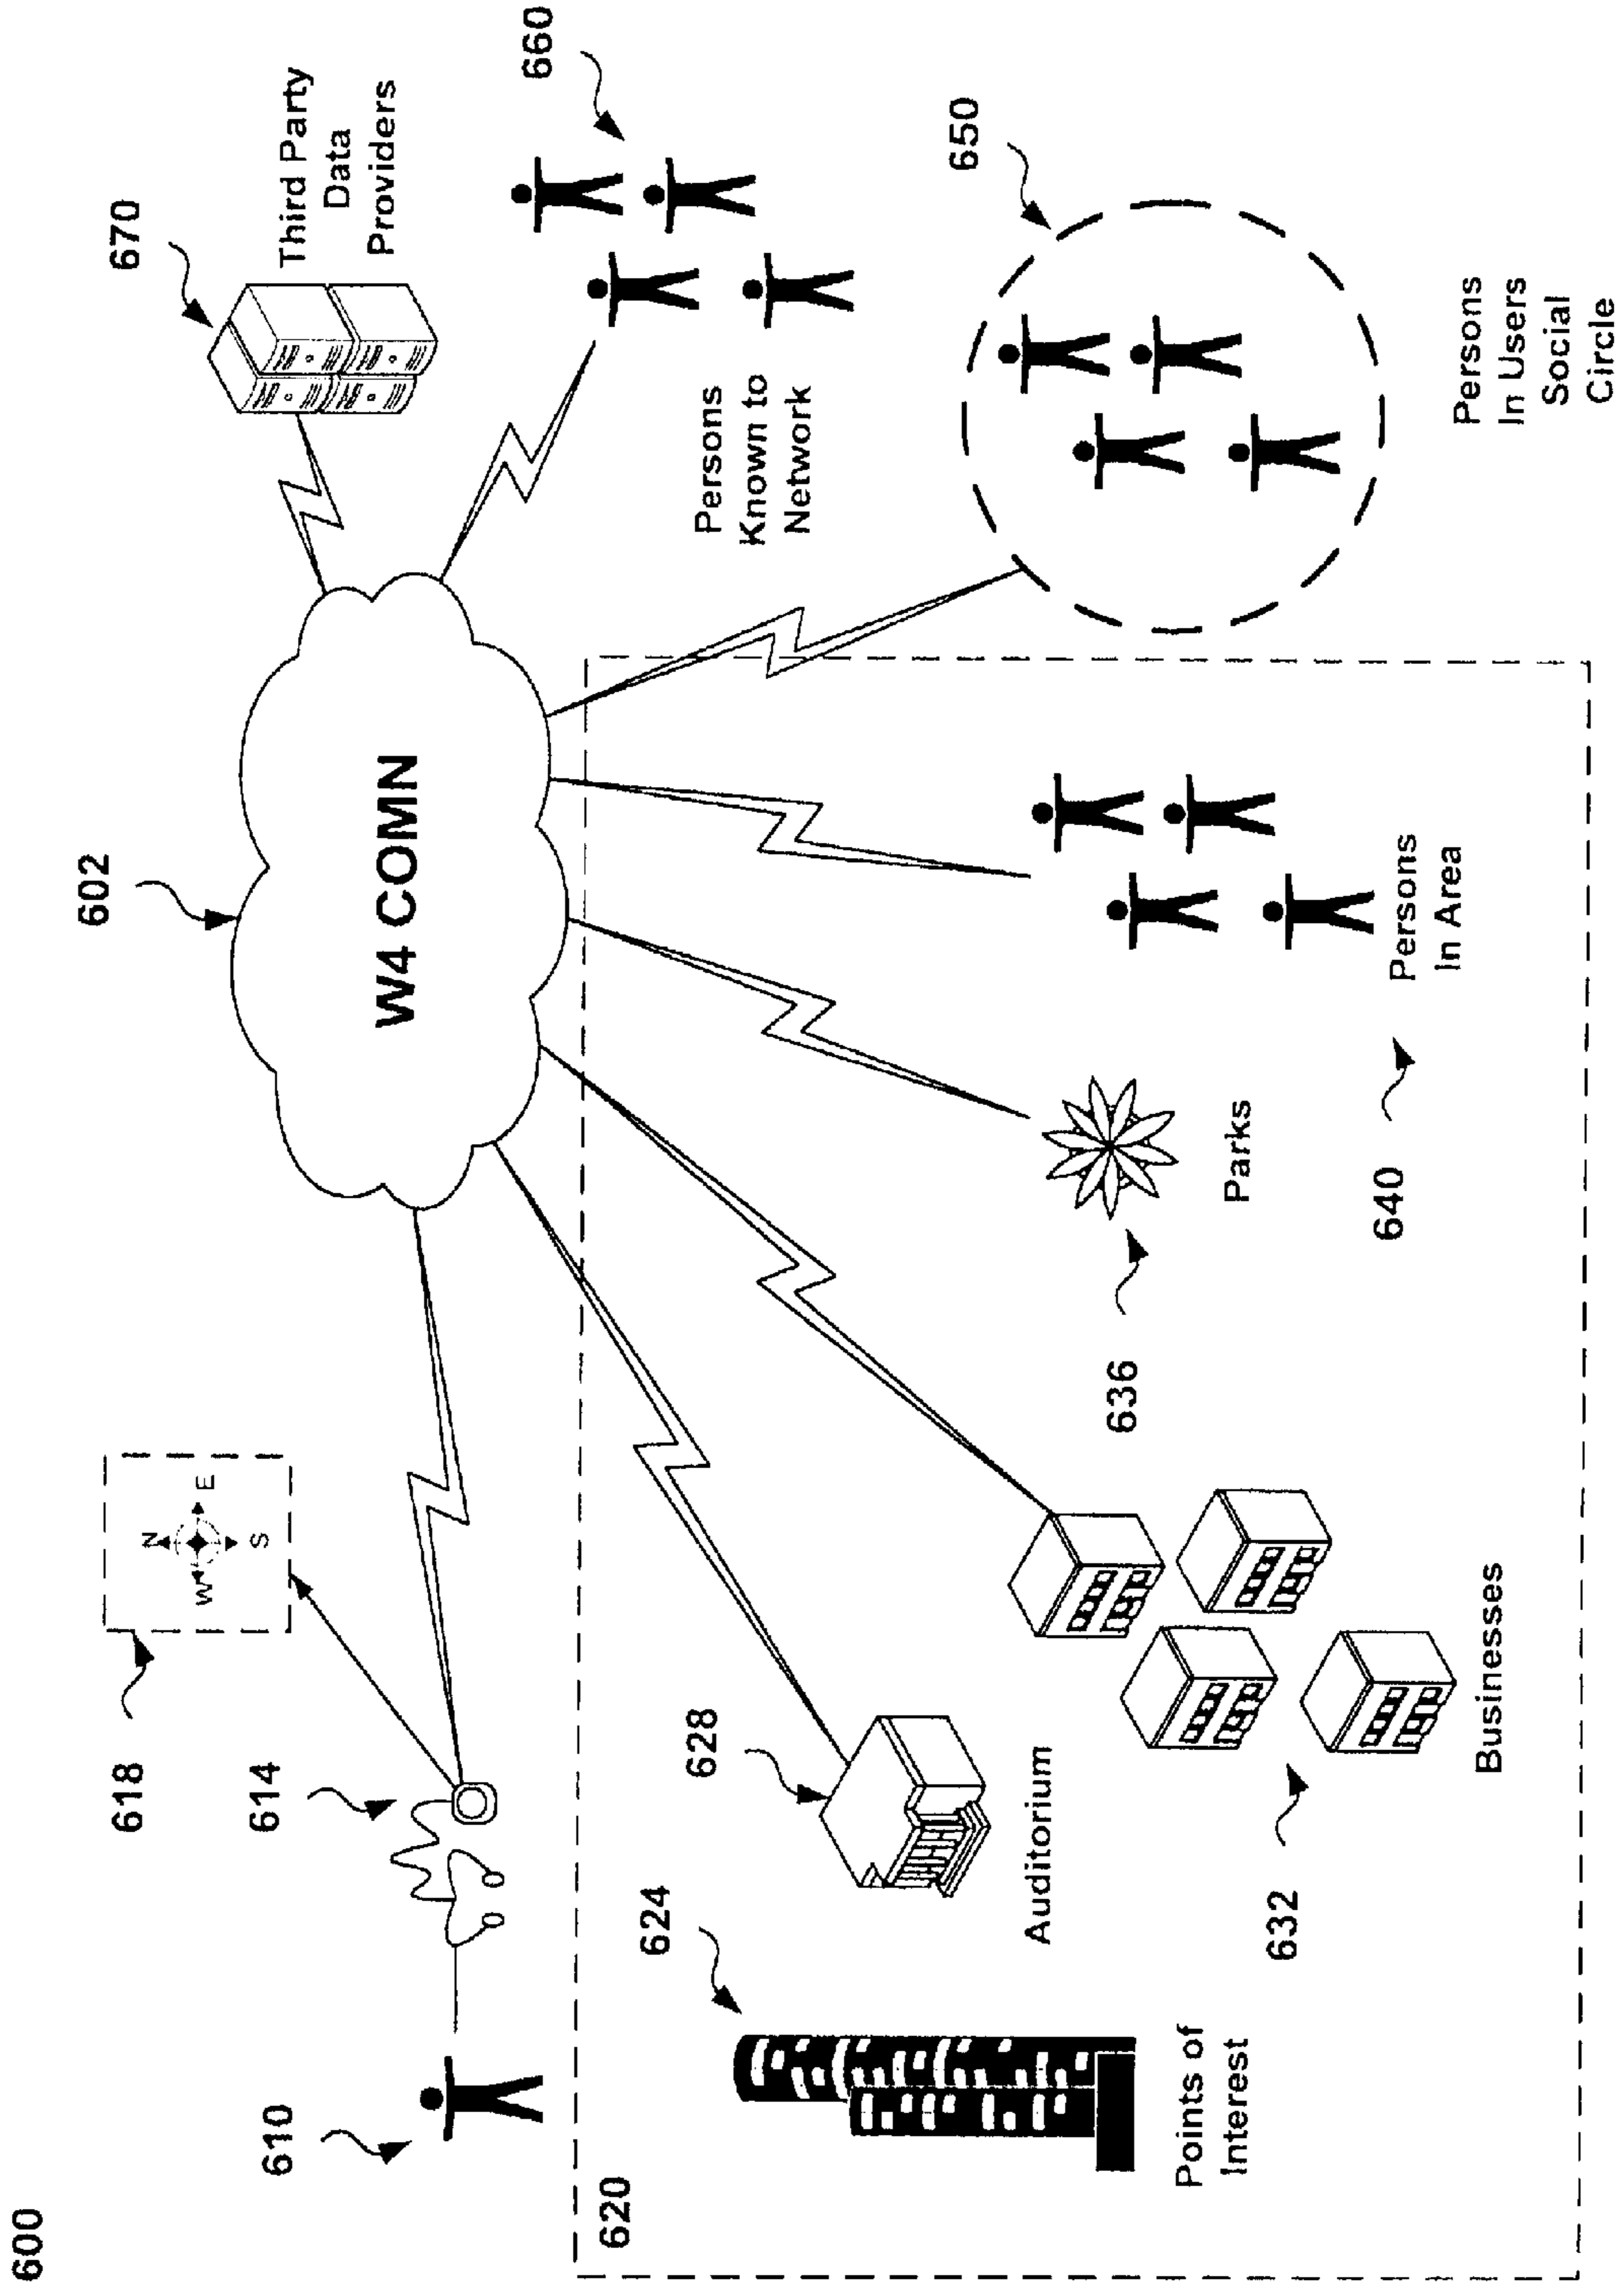 600
602
W4 COMN
670
Third Party
Data
Providers
660
Persons
Known to
Network
650
Persons
In Users
Social
Circle
618
N
W
E
S
614
610
620
624
Points of
Interest
628
Auditorium
632
Businesses
636
Parks
640
Persons
In Area